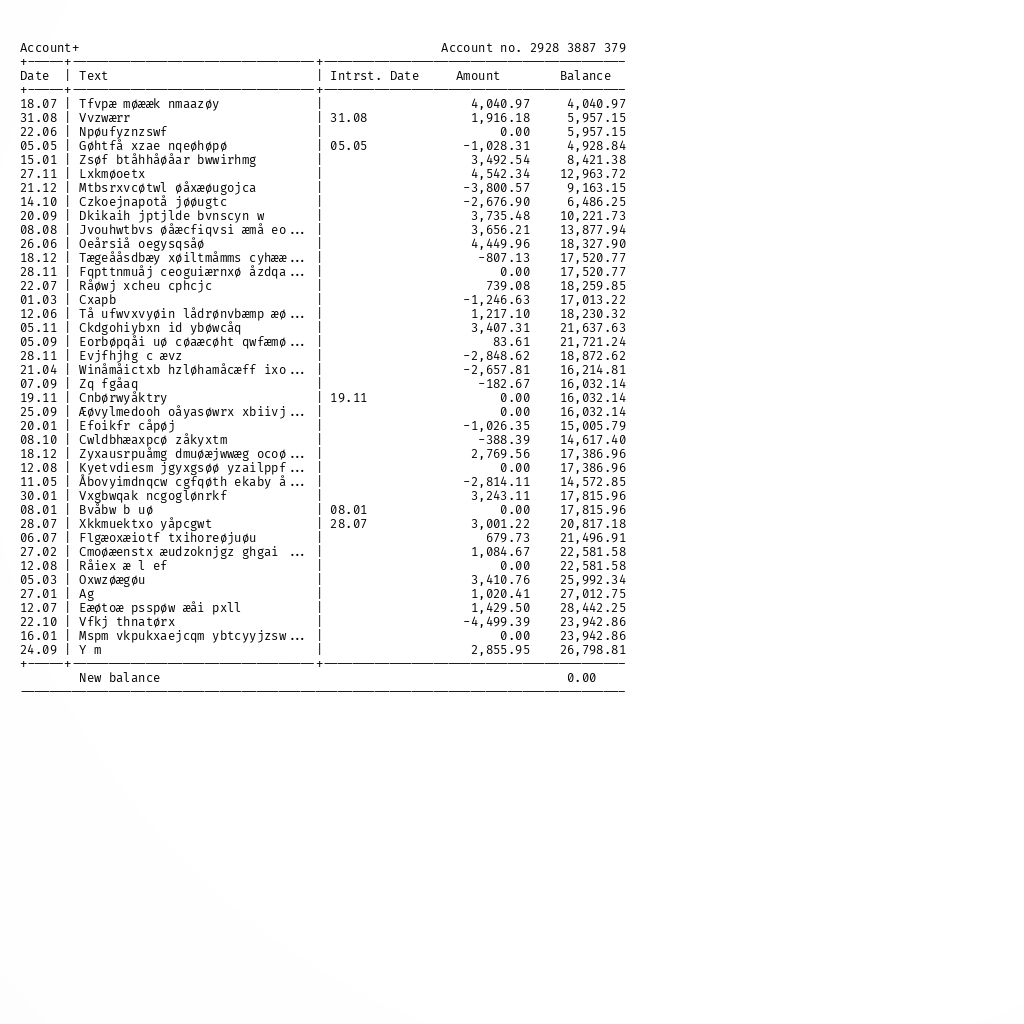 Account+ Account no. 2928 3887 379
+-----+---------------------------------+-----------------------------------------
Date | Text | Intrst. Date Amount Balance
+-----+---------------------------------+-----------------------------------------
18.07 | Tfvpæ møææk nmaazøy | 4,040.97 4,040.97
31.08 | Vvzwærr | 31.08 1,916.18 5,957.15
22.06 | Npøufyznzswf | 0.00 5,957.15
05.05 | Gøhtfå xzae nqeøhøpø | 05.05 -1,028.31 4,928.84
15.01 | Zsøf btåhhåøåar bwwirhmg | 3,492.54 8,421.38
27.11 | Lxkmøoetx | 4,542.34 12,963.72
21.12 | Mtbsrxvcøtwl øåxæøugojca | -3,800.57 9,163.15
14.10 | Czkoejnapotå jøøugtc | -2,676.90 6,486.25
20.09 | Dkikaih jptjlde bvnscyn w | 3,735.48 10,221.73
08.08 | Jvouhwtbvs øåæcfiqvsi æmå eo... | 3,656.21 13,877.94
26.06 | Oeårsiå oegysqsåø | 4,449.96 18,327.90
18.12 | Tægeååsdbæy xøiltmåmms cyhææ... | -807.13 17,520.77
28.11 | Fqpttnmuåj ceoguiærnxø åzdqa... | 0.00 17,520.77
22.07 | Råøwj xcheu cphcjc | 739.08 18,259.85
01.03 | Cxapb | -1,246.63 17,013.22
12.06 | Tå ufwvxvyøin lådrønvbæmp æø... | 1,217.10 18,230.32
05.11 | Ckdgohiybxn id ybøwcåq | 3,407.31 21,637.63
05.09 | Eorbøpqåi uø cøaæcøht qwfæmø... | 83.61 21,721.24
28.11 | Evjfhjhg c ævz | -2,848.62 18,872.62
21.04 | Winåmåictxb hzløhamåcæff ixo... | -2,657.81 16,214.81
07.09 | Zq fgåaq | -182.67 16,032.14
19.11 | Cnbørwyåktry | 19.11 0.00 16,032.14
25.09 | Æøvylmedooh oåyasøwrx xbiivj... | 0.00 16,032.14
20.01 | Efoikfr cåpøj | -1,026.35 15,005.79
08.10 | Cwldbhæaxpcø zåkyxtm | -388.39 14,617.40
18.12 | Zyxausrpuåmg dmuøæjwwæg ocoø... | 2,769.56 17,386.96
12.08 | Kyetvdiesm jgyxgsøø yzailppf... | 0.00 17,386.96
11.05 | Åbovyimdnqcw cgfqøth ekaby å... | -2,814.11 14,572.85
30.01 | Vxgbwqak ncgoglønrkf | 3,243.11 17,815.96
08.01 | Bvåbw b uø | 08.01 0.00 17,815.96
28.07 | Xkkmuektxo yåpcgwt | 28.07 3,001.22 20,817.18
06.07 | Flgæoxæiotf txihoreøjuøu | 679.73 21,496.91
27.02 | Cmoøæenstx æudzoknjgz ghgai ... | 1,084.67 22,581.58
12.08 | Råiex æ l ef | 0.00 22,581.58
05.03 | Oxwzøægøu | 3,410.76 25,992.34
27.01 | Ag | 1,020.41 27,012.75
12.07 | Eæøtoæ psspøw æåi pxll | 1,429.50 28,442.25
22.10 | Vfkj thnatørx | -4,499.39 23,942.86
16.01 | Mspm vkpukxaejcqm ybtcyyjzsw... | 0.00 23,942.86
24.09 | Y m | 2,855.95 26,798.81
+-----+---------------------------------+-----------------------------------------
New balance 0.00
----------------------------------------------------------------------------------